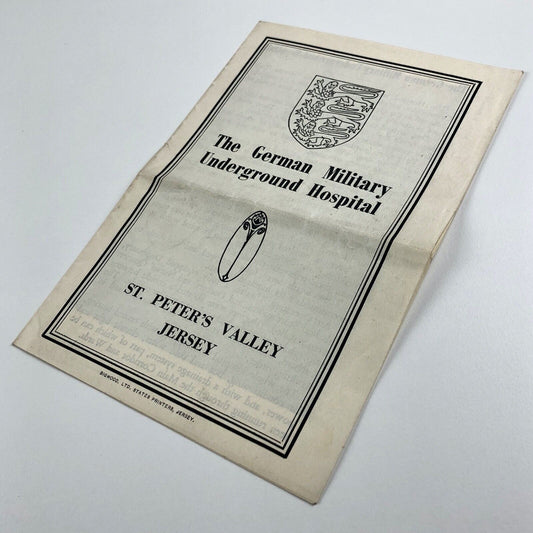 The German Military
Underground Hospital
ST. PETER'S VALLEY
JERSEY
BIGWOOD, LTD, STATES PRINTERS, JERSEY.